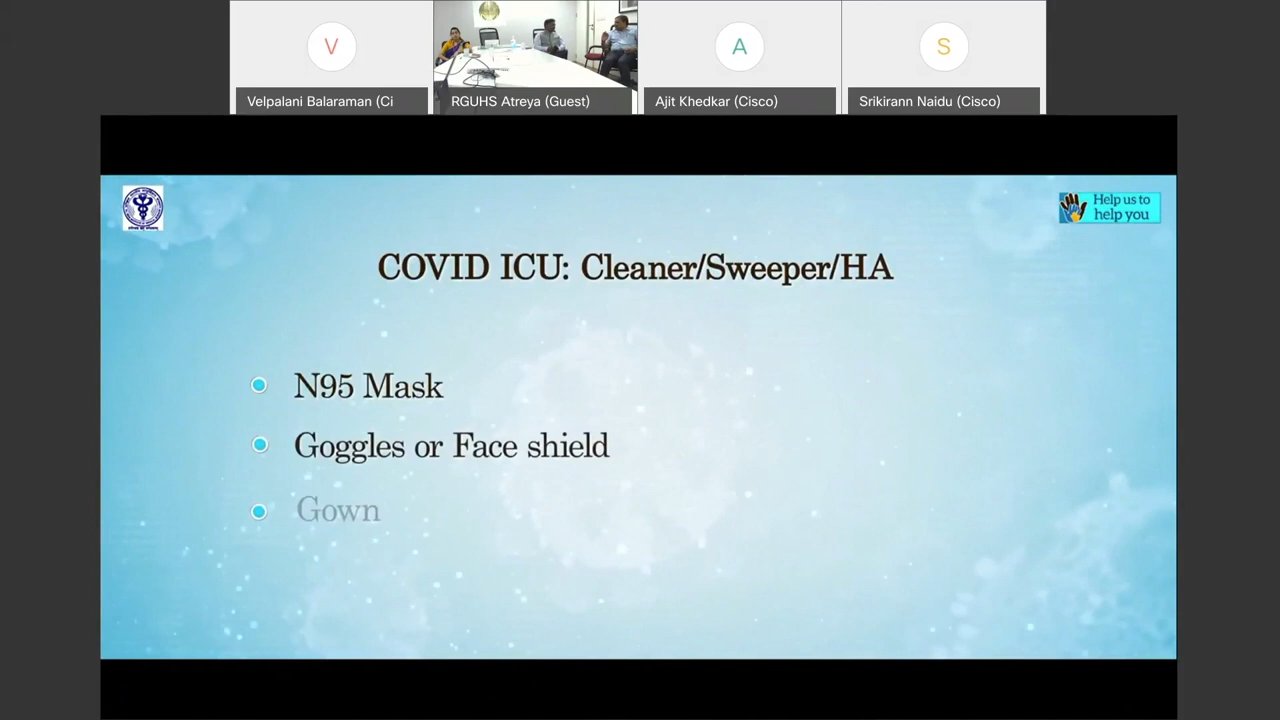 V
A
S
Velpalani Balaraman (Ci
RGUHS Atreya (Guest)
Ajit Khedkar (Cisco)
Srikirann Naidu (Cisco)
Help us to
help you
COVID ICU: Cleaner/Sweeper/HA
N95 Mask
Goggles or Face shield
Gown